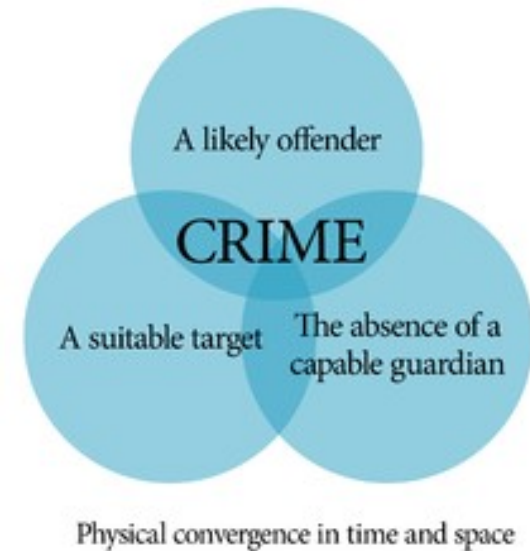 A likely offender
CRIME
A suitable target
The absence of a
capable guardian
Physical convergence in time and space